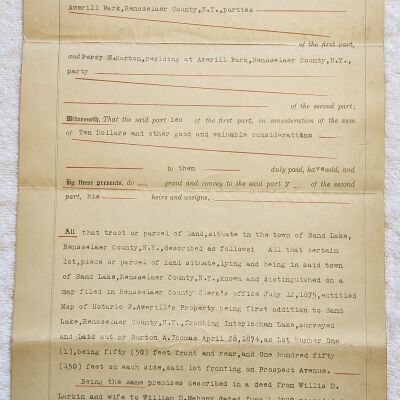 Averill Park, Rensselaer County,N.Y.,parties
of the first part,
and Percy H.Horton,residing at Averill Park,Rensselaer County,N.Y.,
party
of the second part;
Witnesseth, That the said part ies of the first part, in consideration of the sum
of Ten Dollars and other good and valuable considerations
to them duly paid, have sold, and
By these presents, do grant and convey to the said part y of the second
part, his heirs and assigns,
All that tract or parcel of land,situate in the town of Sand Lake,
Rensselaer County,N.Y.,described as follows: All that certain
lot,piece or parcel of land situate,lying and being in said town
of Sand Lake,Rensselaer County,N.Y.,known and distinguished on a
map filed in Rensselaer County Clerk's office July 12,1875,entitled
Map of Hotario F.Averill's Property being first addition to Sand
Lake,Rensselaer County,N.Y.,fronting Interlochan Lake,surveyed
and laid out by Burton A.Thomas April 28,1874,as Lot Number One
(1),being fifty (50) feet front and rear,and One hundred fifty
(150) feet on each side,said lot fronting on Prospect Avenue.
Being the same premises described in a deed from Willis D.
Larkin and wife to William D.Mahony dated June 1